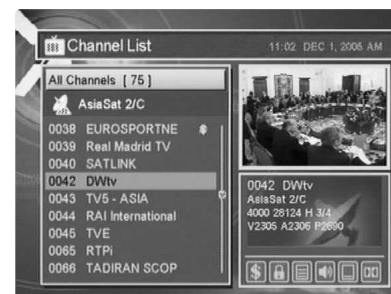 Channel List
11:02 DEC 1, 2006 AM
All Channels [ 75 ]
AsiaSat 2/C
0038 EUROSPORTNE $
0039 Real Madrid TV
0040 SATLINK
0042 DWtv
0043 TV5 - ASIA
0044 RAI International
0045 TVE
0065 RTPi
0066 TADIRAN SCOP
0042 DWtv
AsiaSat 2/C
4000 28124 H 3/4
V2305 A2306 P2690
$